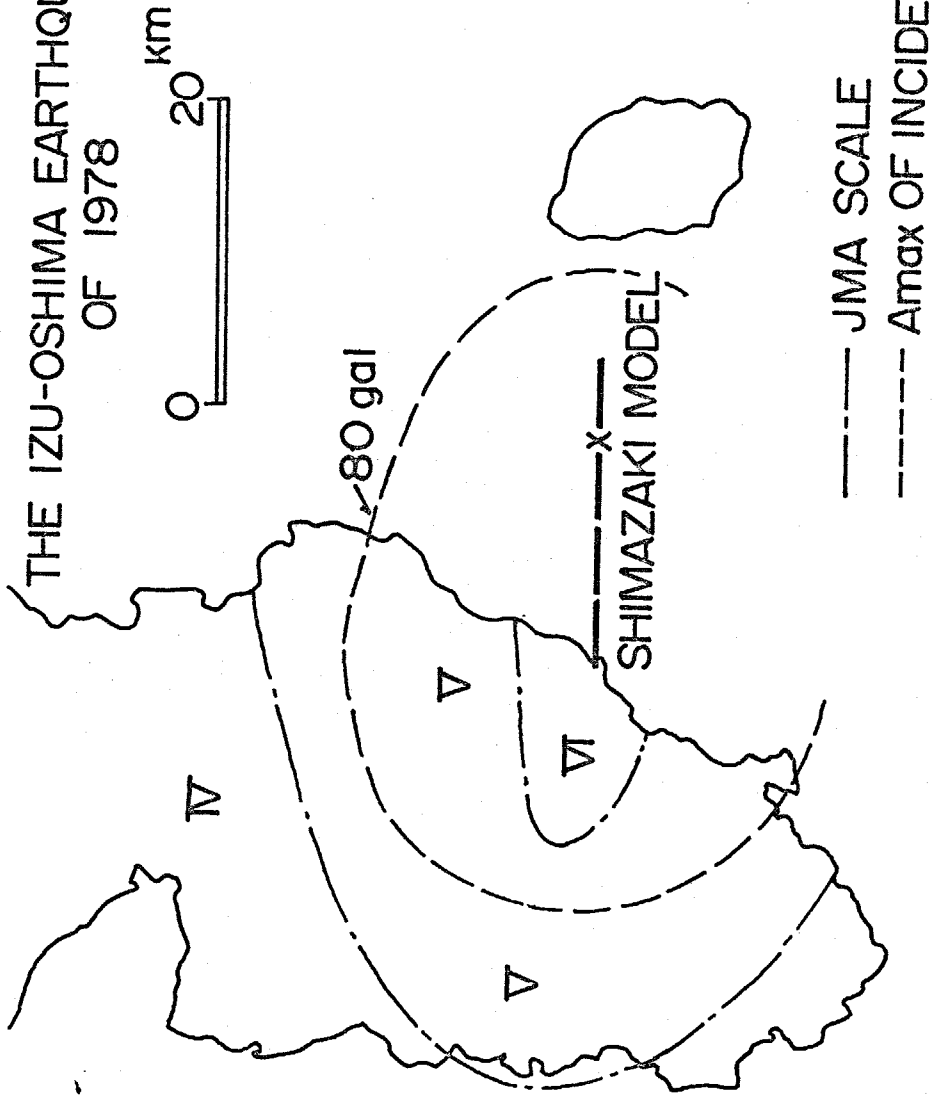 THE IZU-OSHIMA EARTHQU
OF 1978
0 20 km
80 gal
IV
V
V
VI
X
SHIMAZAKI MODEL
JMA SCALE
Amax OF INCIDE